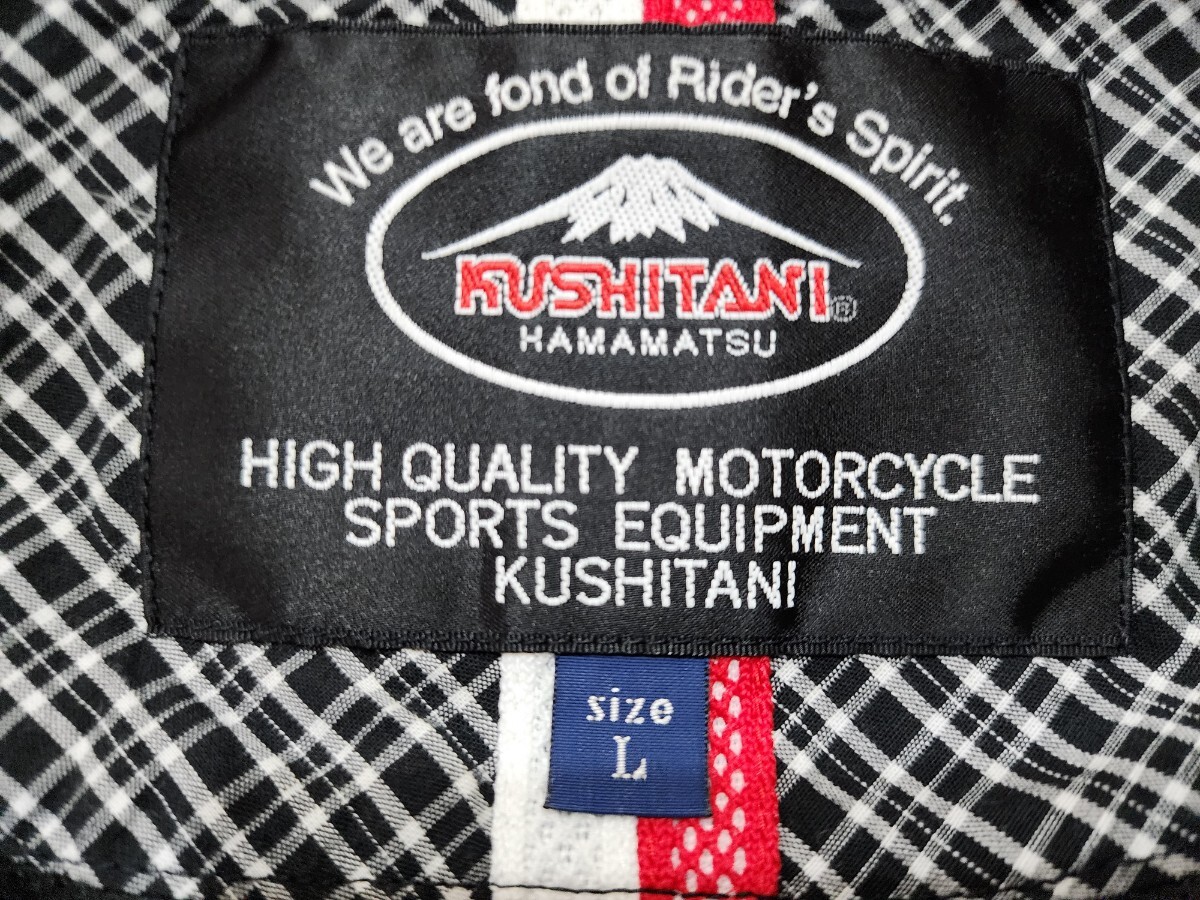 We are fond of Rider's Spirit.
KUSHITANI®
HAMAMATSU
HIGH QUALITY MOTORCYCLE
SPORTS EQUIPMENT
KUSHITANI
size
L